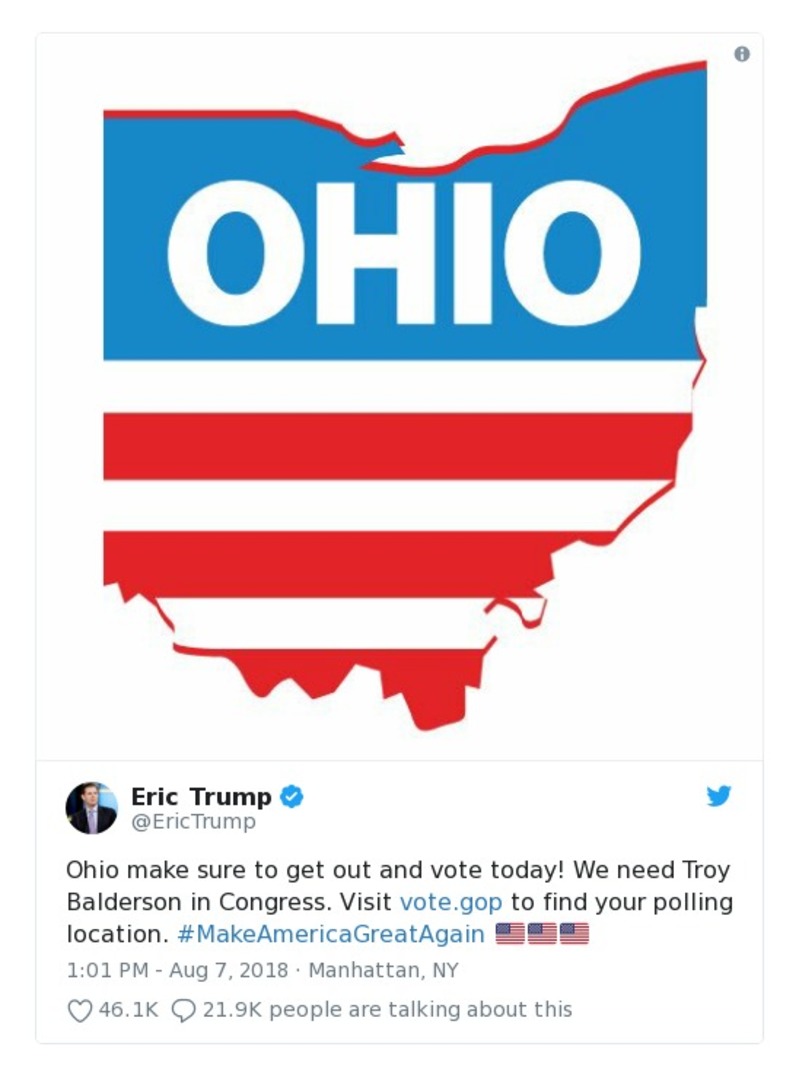 OHIO
Eric Trump
@EricTrump
Ohio make sure to get out and vote today! We need Troy
Balderson in Congress. Visit vote.gop to find your polling
location. #MakeAmericaGreatAgain 🇺🇸🇺🇸🇺🇸
1:01 PM - Aug 7, 2018 · Manhattan, NY
46.1K 21.9K people are talking about this